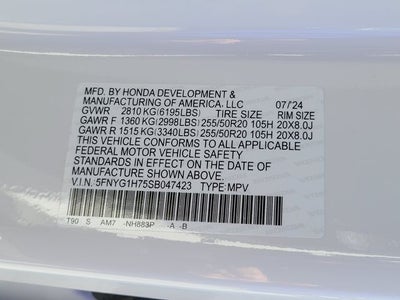 MFD. BY HONDA DEVELOPMENT &
MANUFACTURING OF AMERICA, LLC 07/'24
GVWR 2810 KG(6195LBS) TIRE SIZE RIM SIZE
GAWR F 1360 KG(2998LBS) 255/50R20 105H 20X8.0J
GAWR R 1515 KG(3340LBS) 255/50R20 105H 20X8.0J
THIS VEHICLE CONFORMS TO ALL APPLICABLE
FEDERAL MOTOR VEHICLE SAFETY
STANDARDS IN EFFECT ON THE DATE OF
MANUFACTURE SHOWN ABOVE.
V.I.N.: 5FNYG1H75SB047423 TYPE: MPV
T90 S AM7 -NH883P -A -B